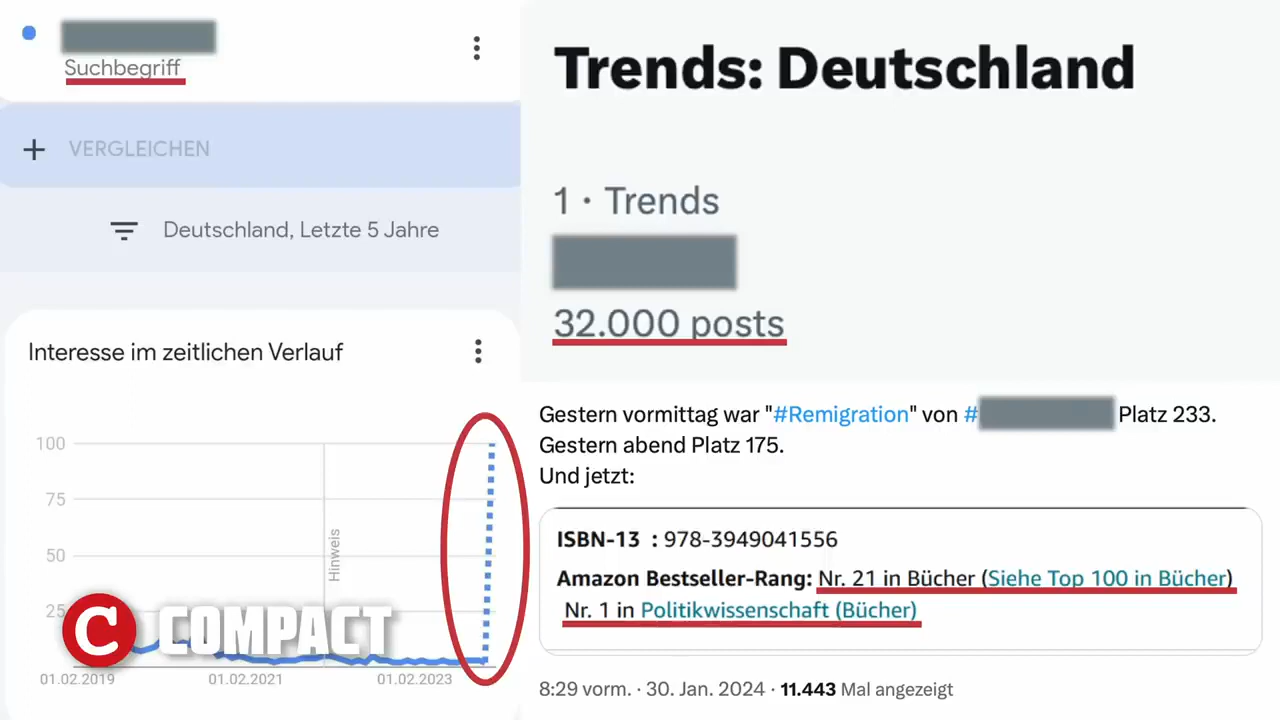 Suchbegriff
VERGLEICHEN
Deutschland, Letzte 5 Jahre
Interesse im zeitlichen Verlauf
100
75
50
25
Hinweis
01.02.2019
01.02.2021
01.02.2023
C COMPACT
Trends: Deutschland
1 · Trends
32.000 posts
Gestern vormittag war "#Remigration" von # Platz 233.
Gestern abend Platz 175.
Und jetzt:
ISBN-13 : 978-3949041556
Amazon Bestseller-Rang: Nr. 21 in Bücher (Siehe Top 100 in Bücher)
Nr. 1 in Politikwissenschaft (Bücher)
8:29 vorm. · 30. Jan. 2024 · 11.443 Mal angezeigt